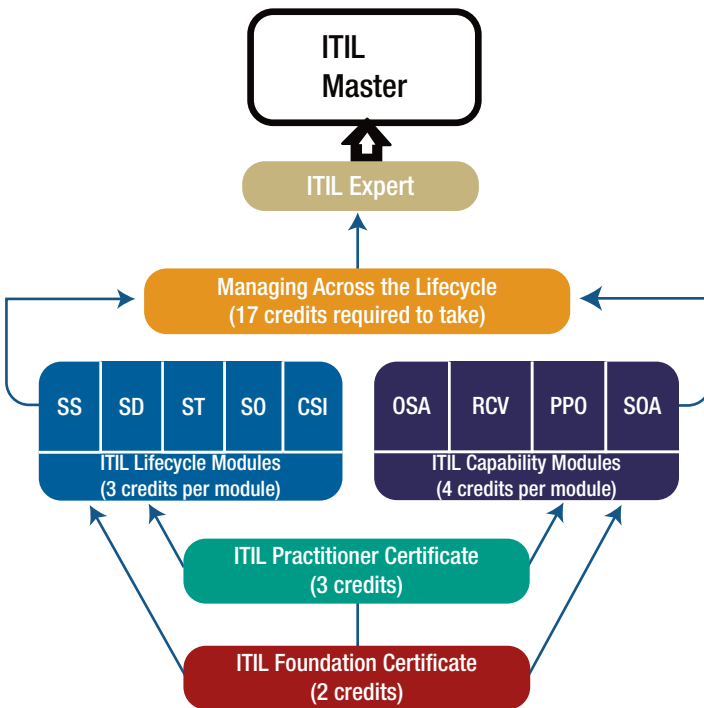 ITIL
Master
ITIL Expert
Managing Across the Lifecycle
(17 credits required to take)
SS SD ST SO CSI
ITIL Lifecycle Modules
(3 credits per module)
OSA RCV PPO SOA
ITIL Capability Modules
(4 credits per module)
ITIL Practitioner Certificate
(3 credits)
ITIL Foundation Certificate
(2 credits)